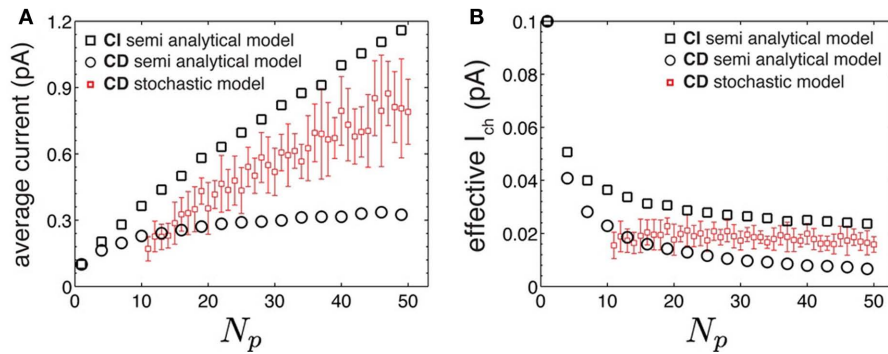 A
average current (pA)
1.2
0.9
0.6
0.3
0
CI semi analytical model
CD semi analytical model
CD stochastic model
0 10 20 30 40 50
N_p
B
effective I_ch (pA)
0.1
0.08
0.06
0.04
0.02
0
CI semi analytical model
CD semi analytical model
CD stochastic model
0 10 20 30 40 50
N_p